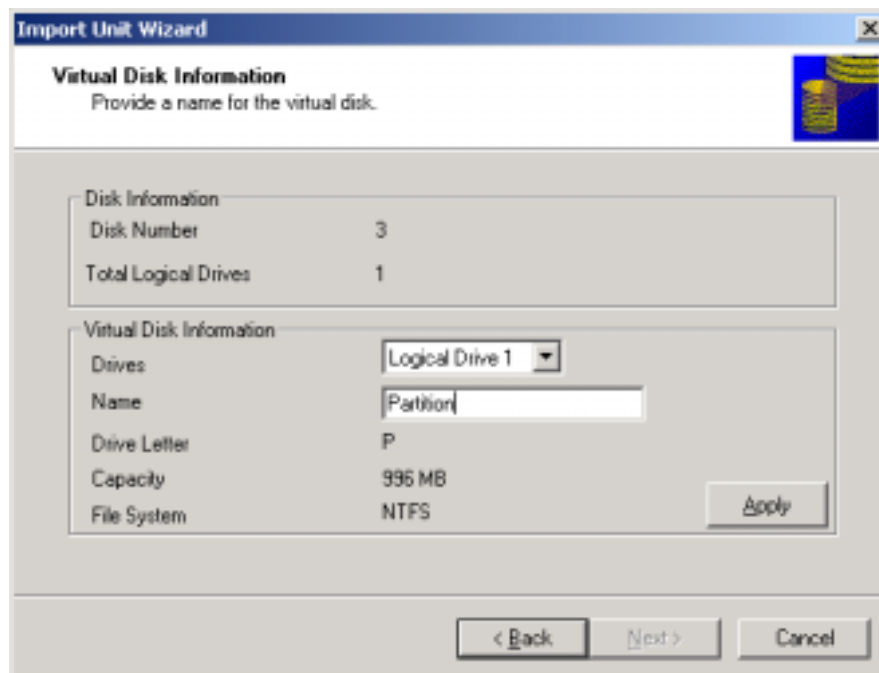 Import Unit Wizard
Virtual Disk Information
Provide a name for the virtual disk.
Disk Information
Disk Number 3
Total Logical Drives 1
Virtual Disk Information
Drives Logical Drive 1
Name Partition
Drive Letter P
Capacity 996 MB
File System NTFS
Apply
< Back Next > Cancel